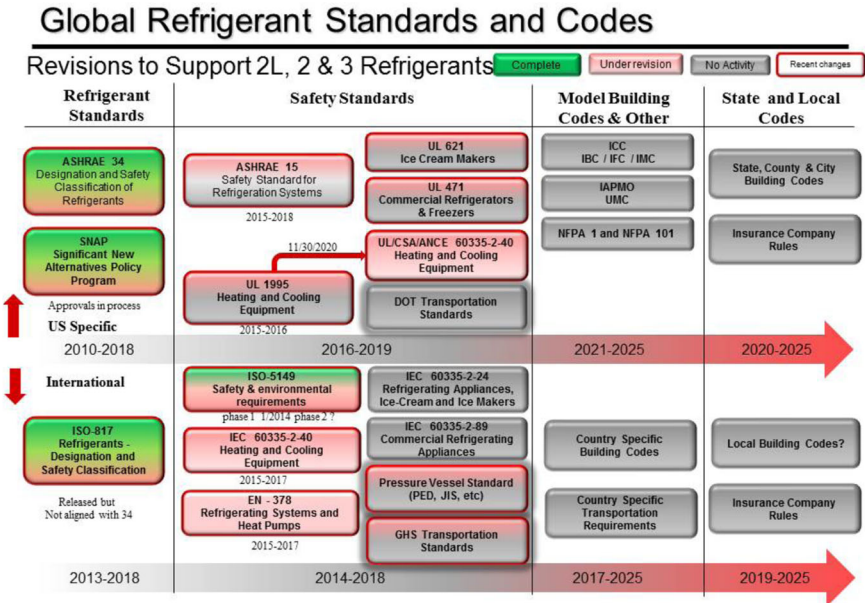 Global Refrigerant Standards and Codes
Revisions to Support 2L, 2 & 3 Refrigerants
Complete
Under revision
No Activity
Recent changes
Refrigerant
Standards
Safety Standards
Model Building
Codes & Other
State and Local
Codes
ASHRAE 34
Designation and Safety
Classification of
Refrigerants
SNAP
Significant New
Alternatives Policy
Program
Approvals in process
US Specific
ASHRAE 15
Safety Standard for
Refrigeration Systems
2015-2018
11/30/2020
UL 1995
Heating and Cooling
Equipment
2015-2016
UL 621
Ice Cream Makers
UL 471
Commercial Refrigerators
& Freezers
UL/CSA/ANCE 60335-2-40
Heating and Cooling
Equipment
DOT Transportation
Standards
ICC
IBC / IFC / IMC
IAPMO
UMC
NFPA 1 and NFPA 101
State, County & City
Building Codes
Insurance Company
Rules
2010-2018
2016-2019
2021-2025
2020-2025
International
ISO-817
Refrigerants -
Designation and
Safety Classification
Released but
Not aligned with 34
ISO-5149
Safety & environmental
requirements
phase 1 1/2014 phase 2 ?
IEC 60335-2-40
Heating and Cooling
Equipment
2015-2017
EN - 378
Refrigerating Systems and
Heat Pumps
2015-2017
IEC 60335-2-24
Refrigerating Appliances,
Ice-Cream and Ice Makers
IEC 60335-2-89
Commercial Refrigerating
Appliances
Pressure Vessel Standard
(PED, JIS, etc)
GHS Transportation
Standards
Country Specific
Building Codes
Country Specific
Transportation
Requirements
Local Building Codes?
Insurance Company
Rules
2013-2018
2014-2018
2017-2025
2019-2025